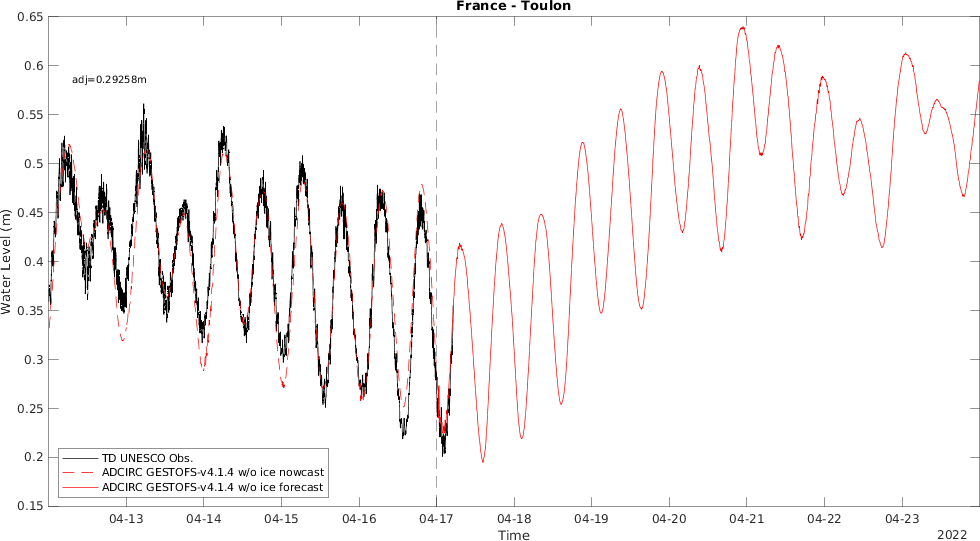 France - Toulon
0.65
0.6
0.55
0.5
0.45
0.4
0.35
0.3
0.25
0.2
0.15
Water Level (m)
adj=0.29258m
TD UNESCO Obs.
ADCIRC GESTOFS-v4.1.4 w/o ice nowcast
ADCIRC GESTOFS-v4.1.4 w/o ice forecast
04-13 04-14 04-15 04-16 04-17 04-18 04-19 04-20 04-21 04-22 04-23
Time
2022